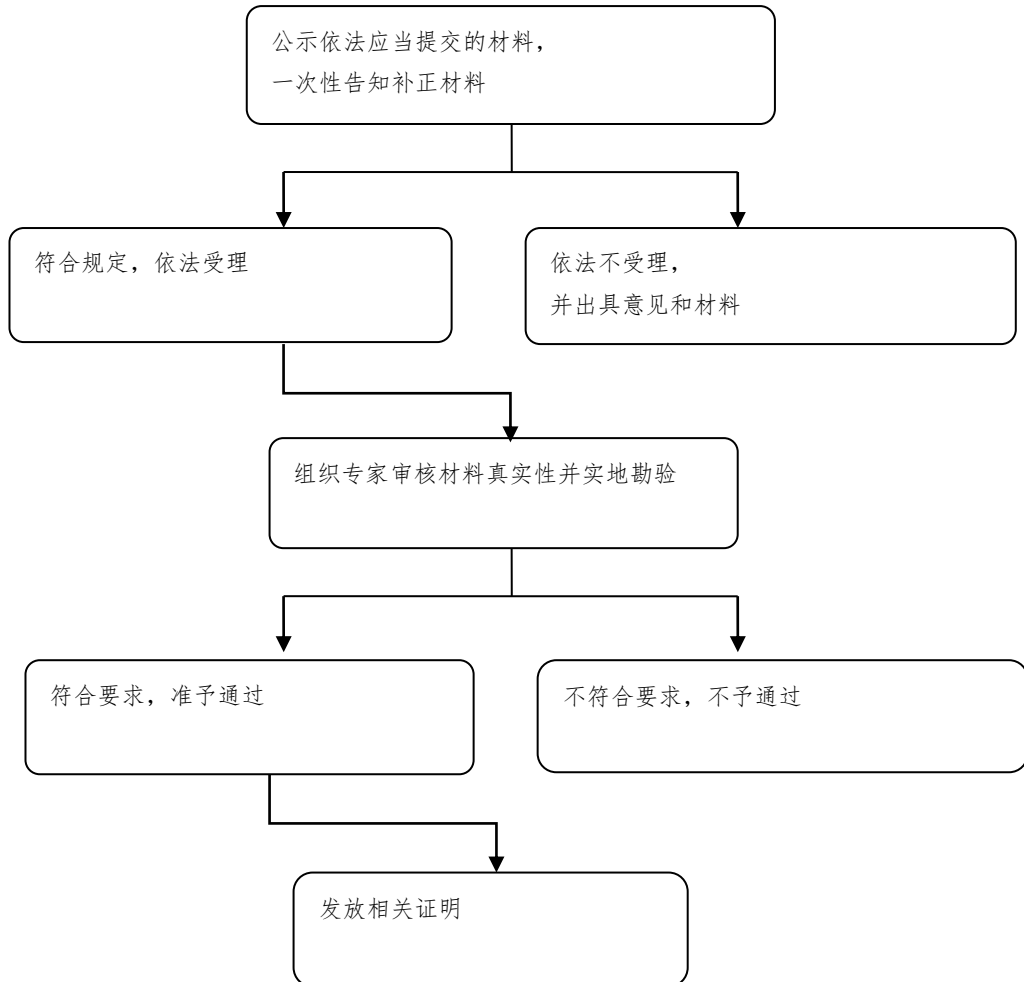 公示依法应当提交的材料，
一次性告知补正材料
符合规定，依法受理
依法不受理，
并出具意见和材料
组织专家审核材料真实性并实地勘验
符合要求，准予通过
不符合要求，不予通过
发放相关证明